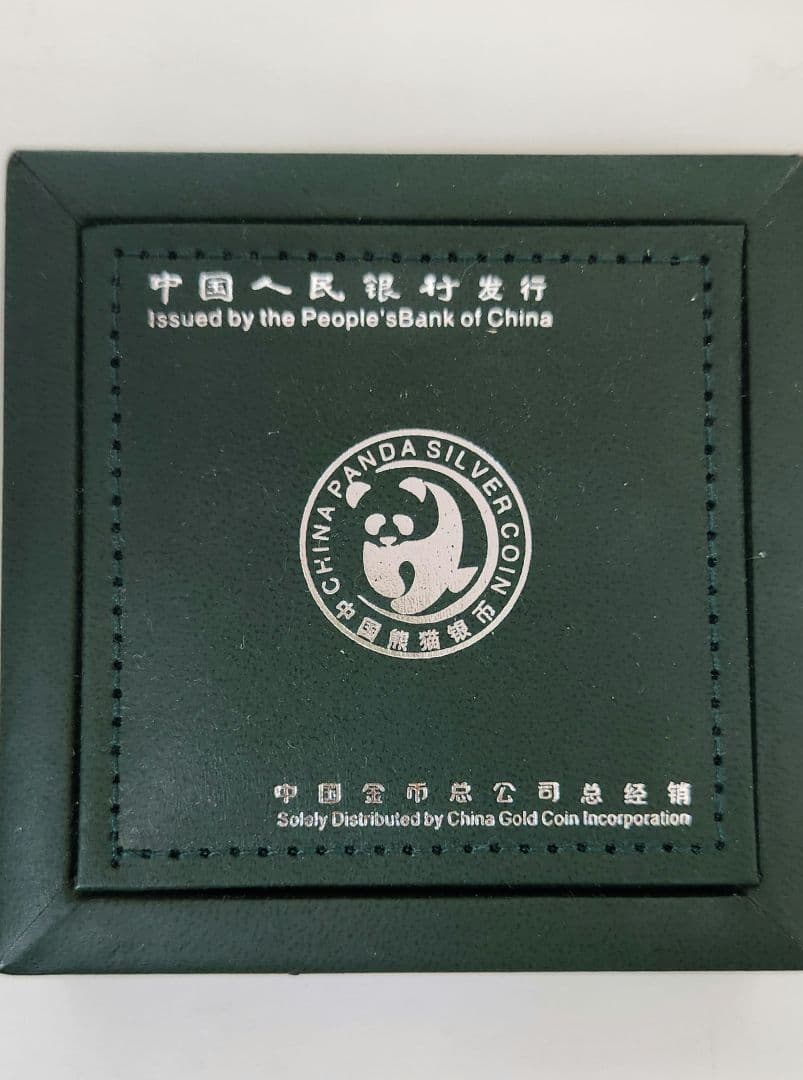 中国人民银行发行
Issued by the People'sBank of China
CHINA PANDA SILVER COIN
中国熊猫银币
中国金币总公司总经销
Solely Distributed by China Gold Coin Incorporation